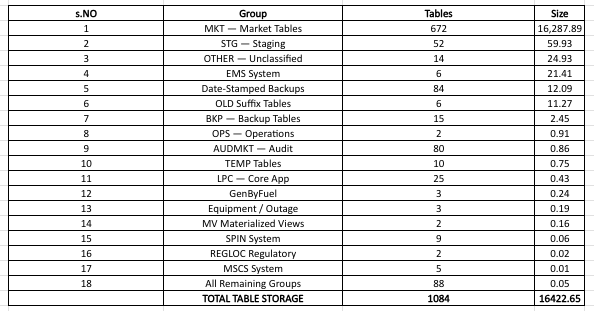 s.NO Group Tables Size
1 MKT — Market Tables 672 16,287.89
2 STG — Staging 52 59.93
3 OTHER — Unclassified 14 24.93
4 EMS System 6 21.41
5 Date-Stamped Backups 84 12.09
6 OLD Suffix Tables 6 11.27
7 BKP — Backup Tables 15 2.45
8 OPS — Operations 2 0.91
9 AUDMKT — Audit 80 0.86
10 TEMP Tables 10 0.75
11 LPC — Core App 25 0.43
12 GenByFuel 3 0.24
13 Equipment / Outage 3 0.19
14 MV Materialized Views 2 0.16
15 SPIN System 9 0.06
16 REGLOC Regulatory 2 0.02
17 MSCS System 5 0.01
18 All Remaining Groups 88 0.05
TOTAL TABLE STORAGE 1084 16422.65